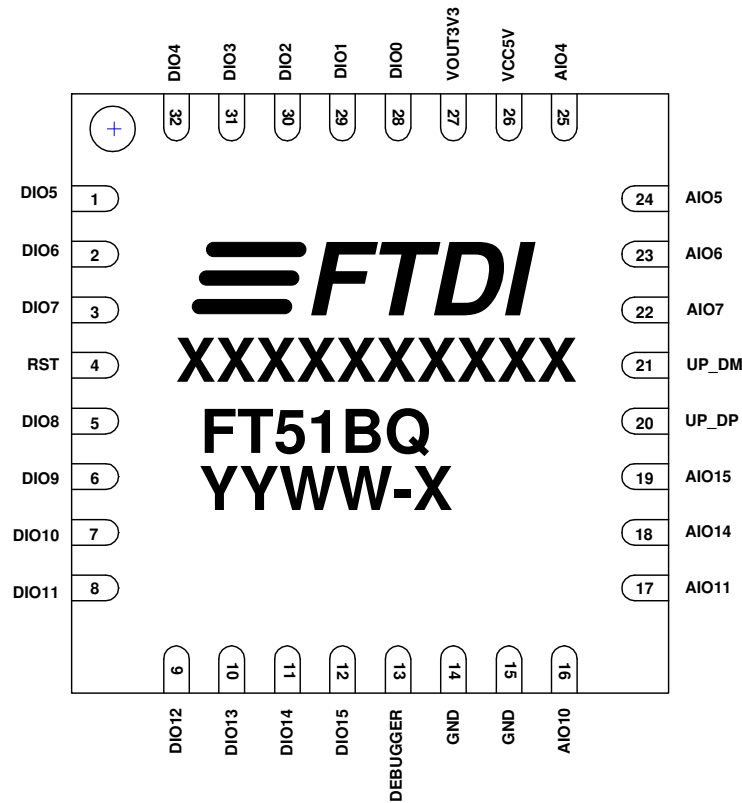 DIO4 DIO3 DIO2 DIO1 DIO0 VOUT3V3 VCC5V AIO4
32 31 30 29 28 27 26 25
DIO5 1 24 AIO5
DIO6 2 23 AIO6
DIO7 3 22 AIO7
RST 4 21 UP_DM
DIO8 5 20 UP_DP
DIO9 6 19 AIO15
DIO10 7 18 AIO14
DIO11 8 17 AIO11
FTDI
XXXXXXXXXX
FT51BQ
YYWW-X
9 10 11 12 13 14 15 16
DIO12 DIO13 DIO14 DIO15 DEBUGGER GND GND AIO10